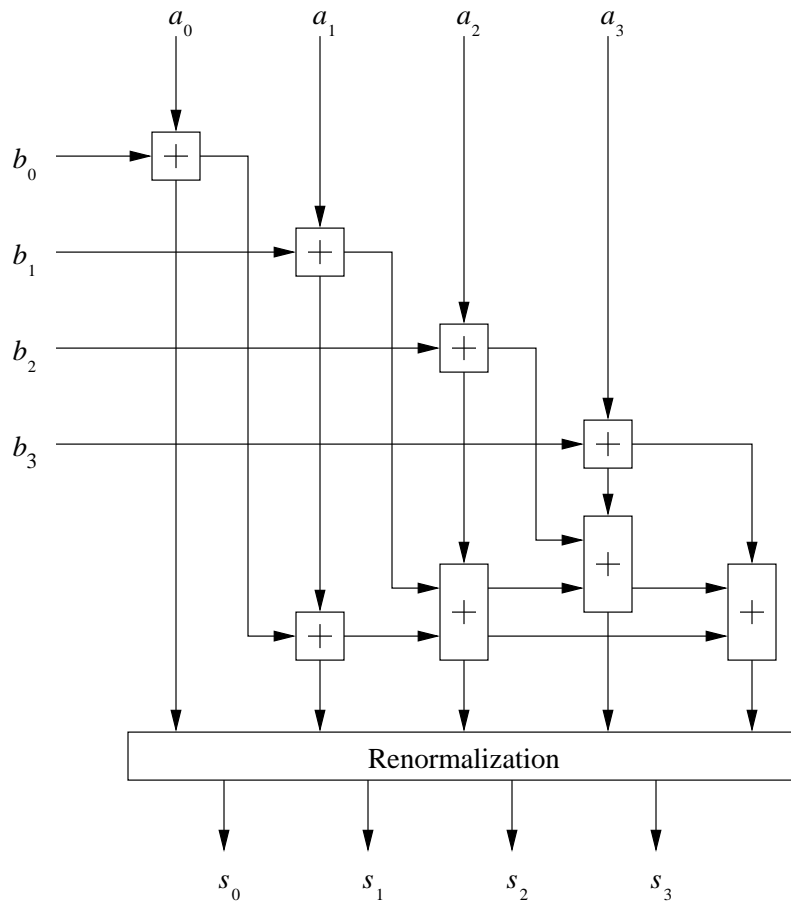 a₀ a₁ a₂ a₃
b₀ +
b₁ +
b₂ +
b₃ +
+
+ +
+
Renormalization
s₀ s₁ s₂ s₃